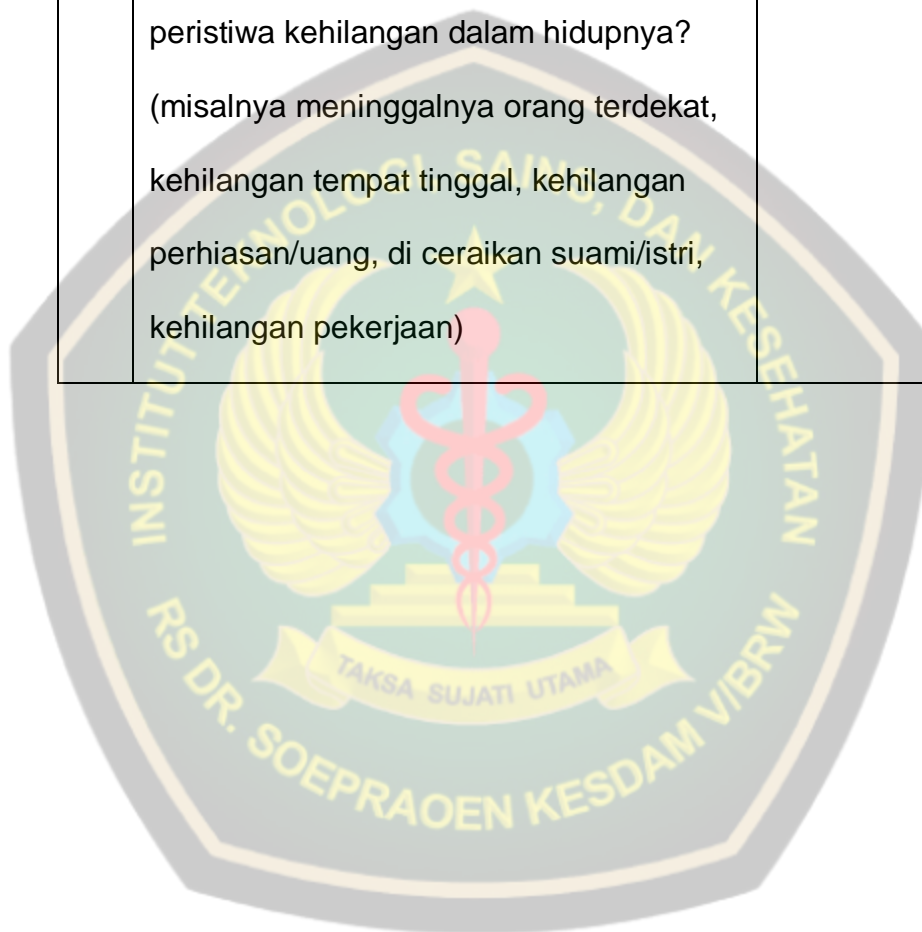 peristiwa kehilangan dalam hidupnya?
(misalnya meninggalnya orang terdekat,
kehilangan tempat tinggal, kehilangan
perhiasan/uang, di ceraikan suami/istri,
kehilangan pekerjaan)
INSTITUT TEKNOLOGI, SAINS, DAN KESEHATAN
TAKSA SUJATI UTAMA
RS DR. SOEPRAOEN KESDAM V/BRW